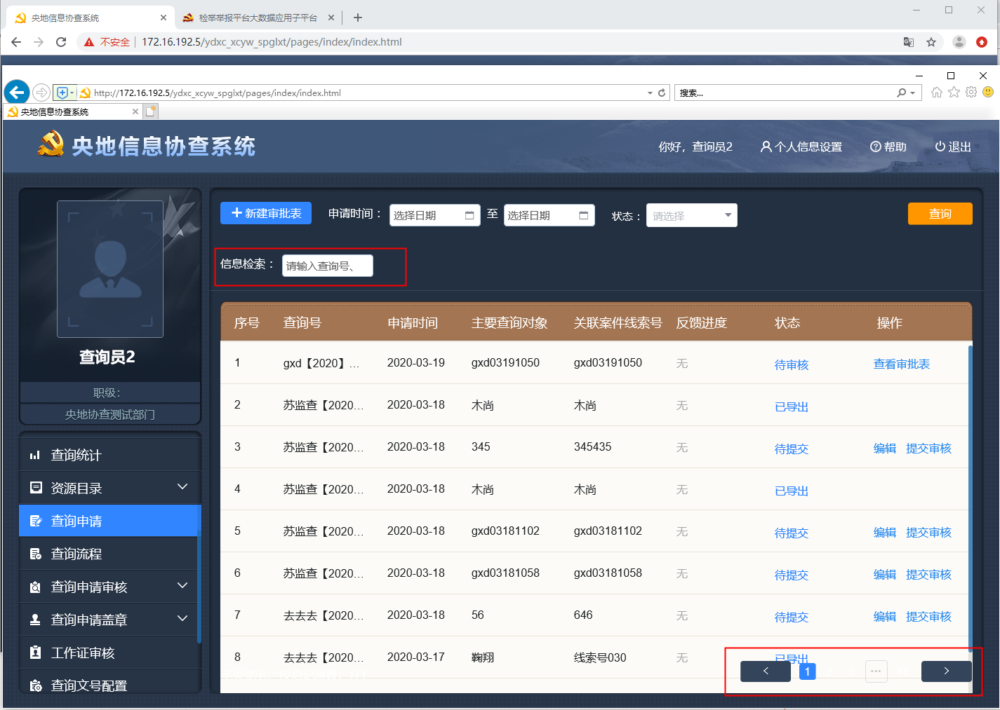 央地信息协查系统
检举举报平台大数据应用子平台
不安全 172.16.192.5/ydxc_xcyw_spglxt/pages/index/index.html
http://172.16.192.5/ydxc_xcyw_spglxt/pages/index/index.html
搜索...
央地信息协查系统
央地信息协查系统
你好，查询员2 个人信息设置 帮助 退出
查询员2
职级：
央地协查测试部门
查询统计
资源目录
查询申请
查询流程
查询申请审核
查询申请盖章
工作证审核
查询文号配置
新建审批表 申请时间： 选择日期 至 选择日期 状态： 请选择 查询
信息检索： 请输入查询号、
序号 查询号 申请时间 主要查询对象 关联案件线索号 反馈进度 状态 操作
1 gxd【2020】... 2020-03-19 gxd03191050 gxd03191050 无 待审核 查看审批表
2 苏监查【2020... 2020-03-18 木尚 木尚 无 已导出
3 苏监查【2020... 2020-03-18 345 345435 无 待提交 编辑 提交审核
4 苏监查【2020... 2020-03-18 木尚 木尚 无 已导出
5 苏监查【2020... 2020-03-18 gxd03181102 gxd03181102 无 待提交 编辑 提交审核
6 苏监查【2020... 2020-03-18 gxd03181058 gxd03181058 无 待提交 编辑 提交审核
7 去去去【2020... 2020-03-18 56 646 无 待提交 编辑 提交审核
8 去去去【2020... 2020-03-17 鞠翔 线索号030 无 已导出
1 ...